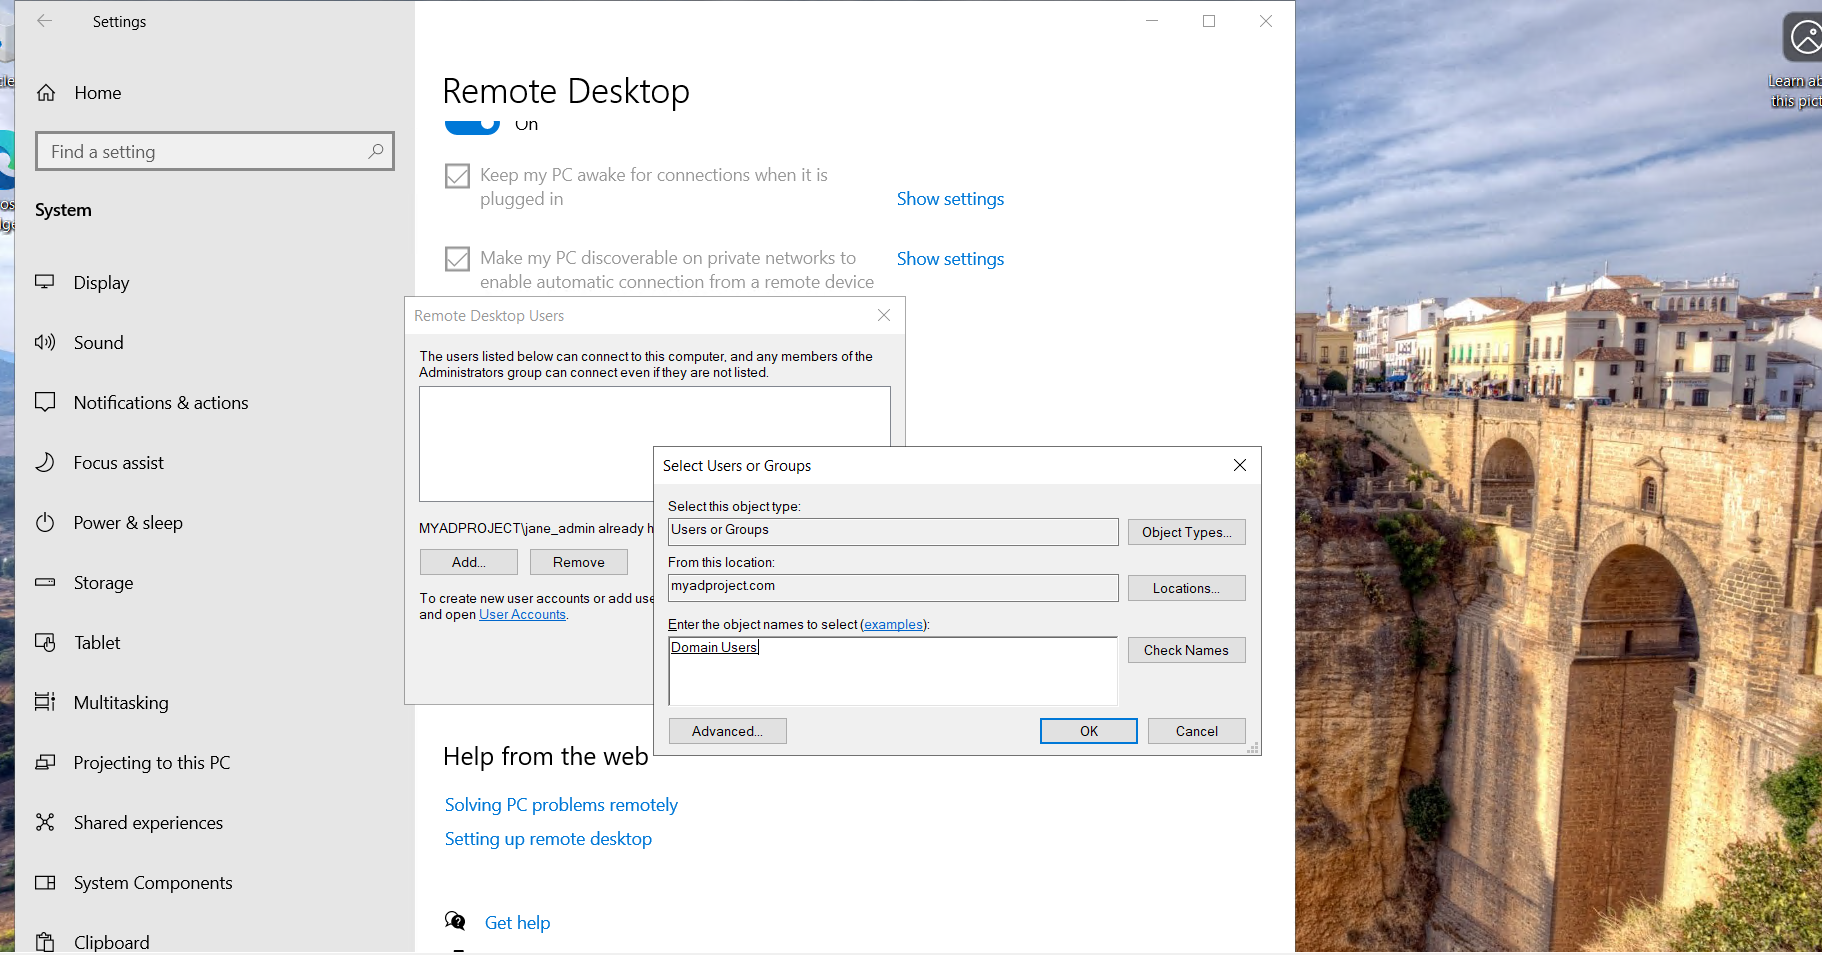 Settings
Home
Find a setting
System
Display
Sound
Notifications & actions
Focus assist
Power & sleep
Storage
Tablet
Multitasking
Projecting to this PC
Shared experiences
System Components
Clipboard
Remote Desktop
On
Keep my PC awake for connections when it is
plugged in
Show settings
Make my PC discoverable on private networks to
enable automatic connection from a remote device
Show settings
Remote Desktop Users
The users listed below can connect to this computer, and any members of the
Administrators group can connect even if they are not listed.
MYADPROJECT\jane_admin already h
Add...
Remove
To create new user accounts or add use
and open User Accounts.
Select Users or Groups
Select this object type:
Users or Groups
Object Types...
From this location:
myadproject.com
Locations...
Enter the object names to select (examples):
Domain Users
Check Names
Advanced...
OK
Cancel
Help from the web
Solving PC problems remotely
Setting up remote desktop
Get help
Learn ab
this pict